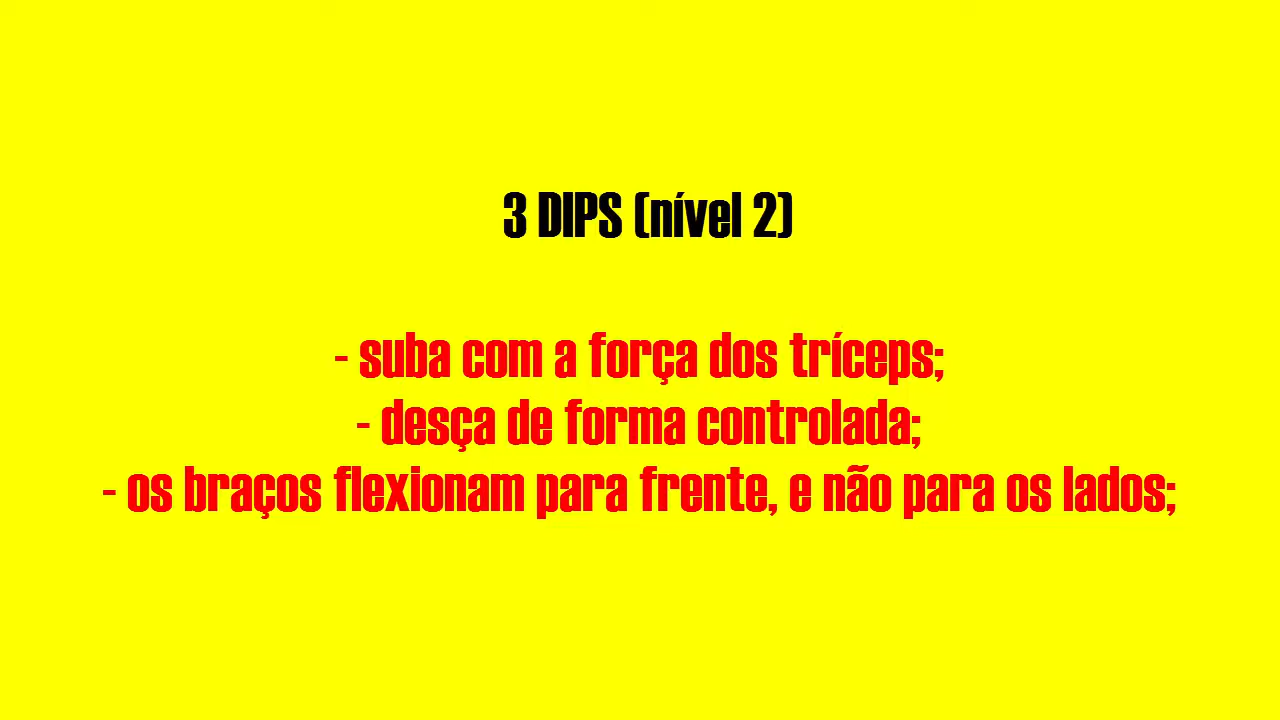 3 DIPS (nível 2)
- suba com a força dos tríceps;
- desça de forma controlada;
- os braços flexionam para frente, e não para os lados;